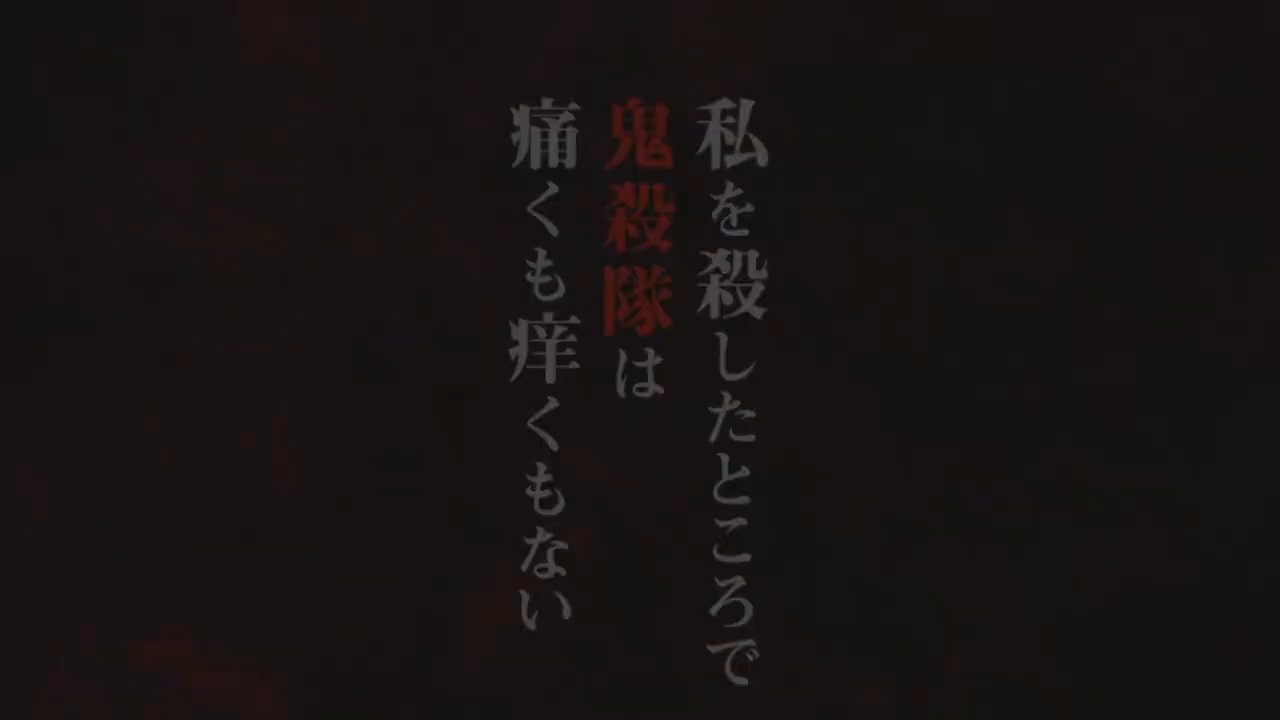 私を殺したところで
鬼殺隊は
痛くも痒くもない